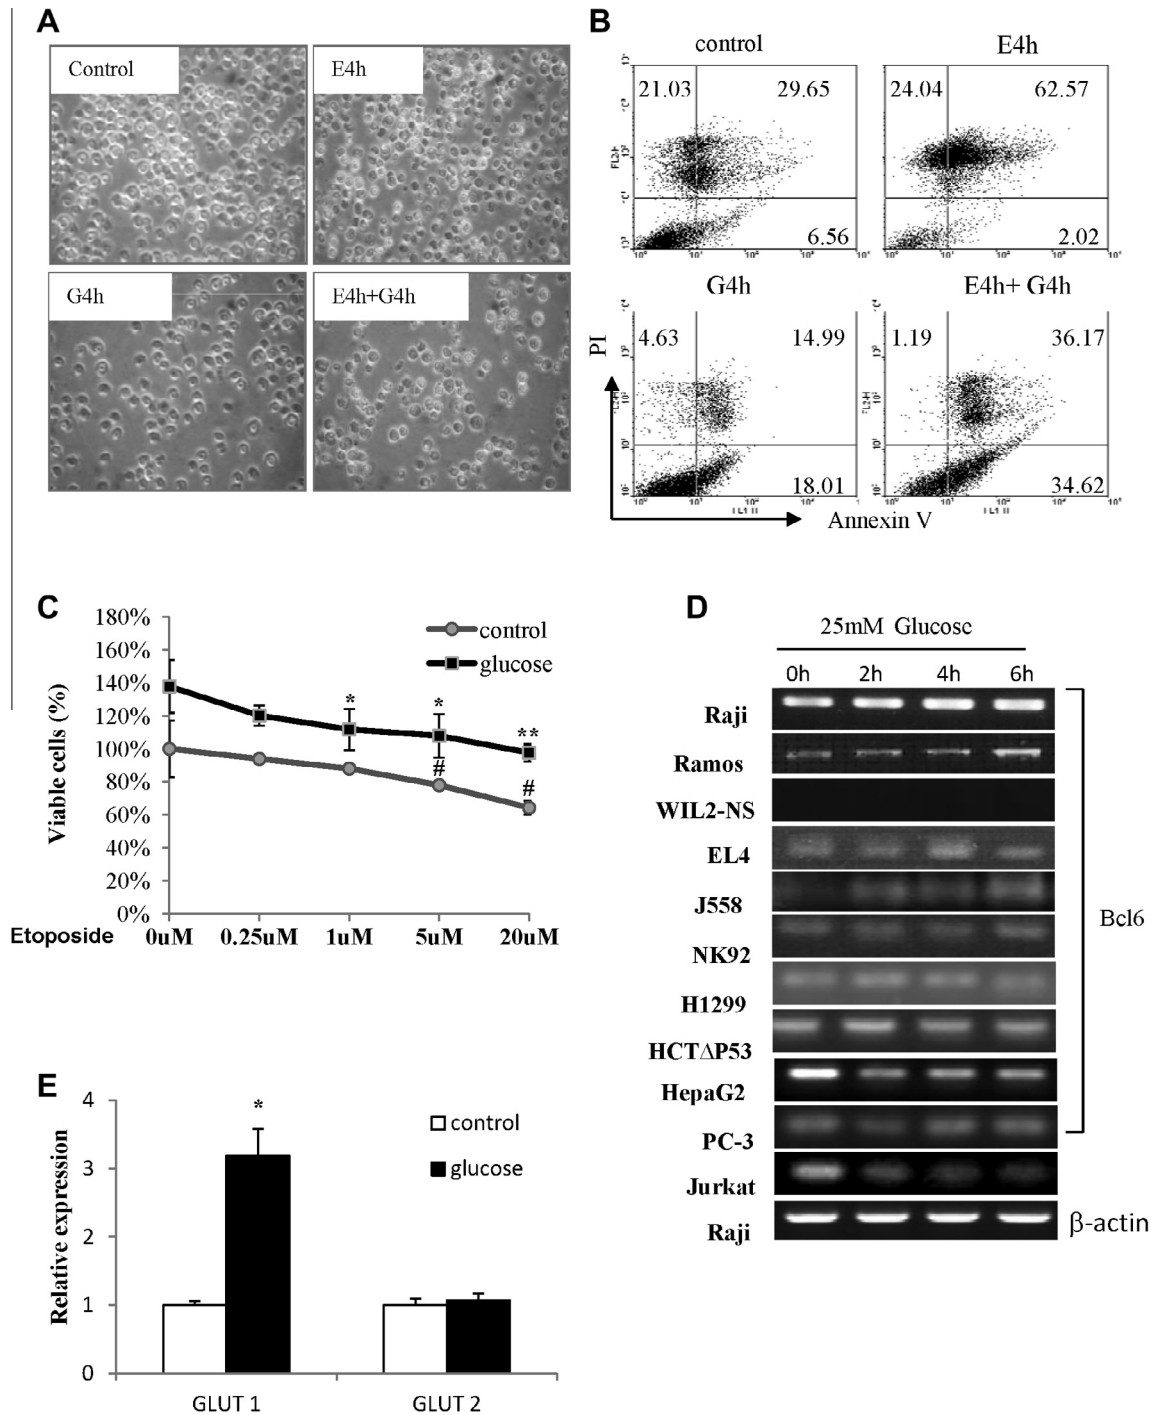 A
Control
E4h
G4h
E4h+G4h
B
control
E4h
21.03
29.65
6.56
24.04
62.57
2.02
G4h
E4h+ G4h
4.63
14.99
18.01
1.19
36.17
34.62
PI
Annexin V
C
180%
160%
140%
120%
100%
80%
60%
40%
20%
0%
Viable cells (%)
control
glucose
*
*
**
#
#
Etoposide
0uM
0.25uM
1uM
5uM
20uM
D
25mM Glucose
0h
2h
4h
6h
Raji
Ramos
WIL2-NS
EL4
J558
NK92
H1299
HCTΔP53
HepaG2
PC-3
Jurkat
Raji
Bcl6
β-actin
E
4
3
2
1
0
Relative expression
*
control
glucose
GLUT 1
GLUT 2